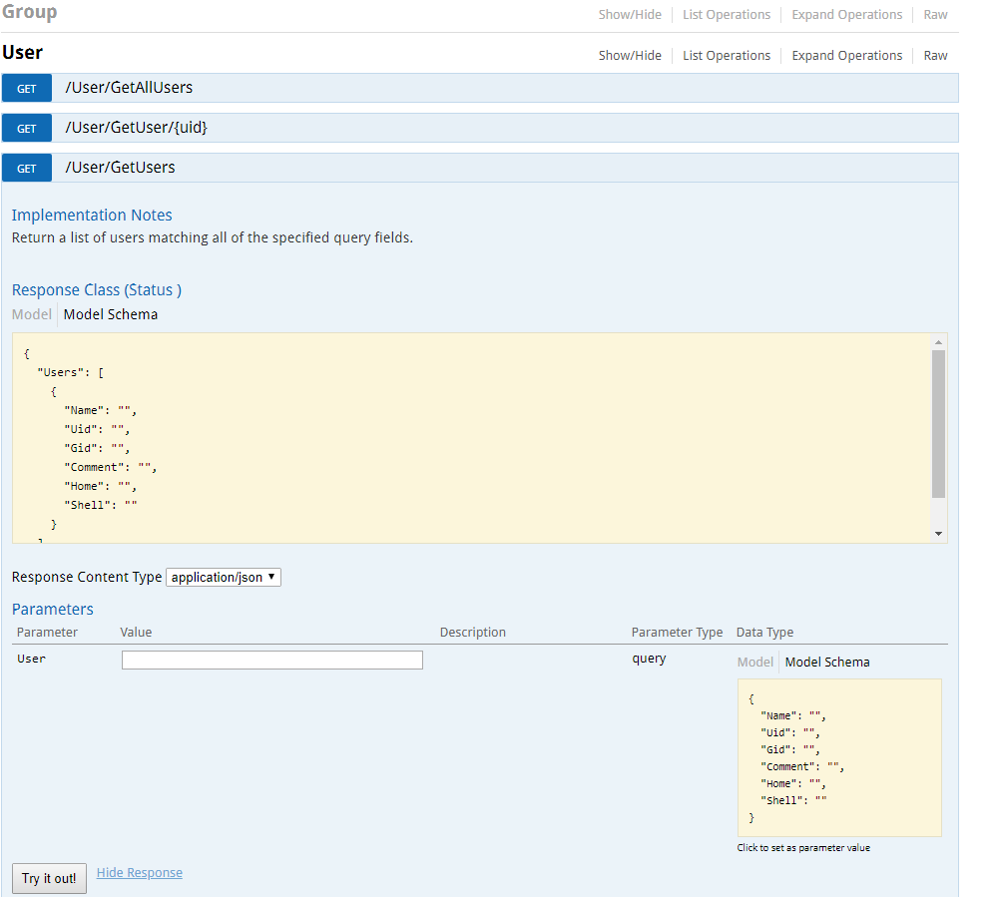 Group Show/Hide List Operations Expand Operations Raw
User Show/Hide List Operations Expand Operations Raw
GET /User/GetAllUsers
GET /User/GetUser/{uid}
GET /User/GetUsers
Implementation Notes
Return a list of users matching all of the specified query fields.
Response Class (Status )
Model Model Schema
{
"Users": [
{
"Name": "",
"Uid": "",
"Gid": "",
"Comment": "",
"Home": "",
"Shell": ""
}
]
Response Content Type application/json
Parameters
Parameter Value Description Parameter Type Data Type
User query Model Model Schema
{
"Name": "",
"Uid": "",
"Gid": "",
"Comment": "",
"Home": "",
"Shell": ""
}
Click to set as parameter value
Try it out! Hide Response